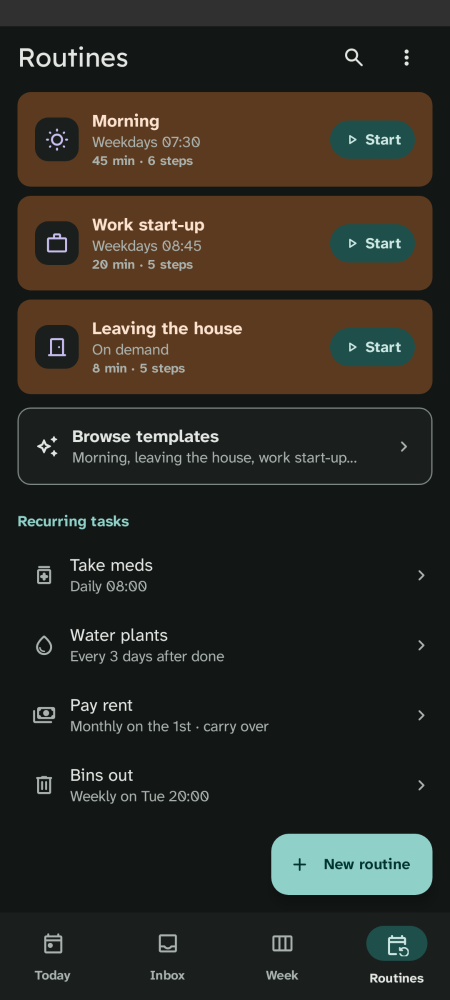 Routines
Morning
Weekdays 07:30
45 min · 6 steps
Start
Work start-up
Weekdays 08:45
20 min · 5 steps
Start
Leaving the house
On demand
8 min · 5 steps
Start
Browse templates
Morning, leaving the house, work start-up...
Recurring tasks
Take meds
Daily 08:00
Water plants
Every 3 days after done
Pay rent
Monthly on the 1st · carry over
Bins out
Weekly on Tue 20:00
New routine
Today
Inbox
Week
Routines